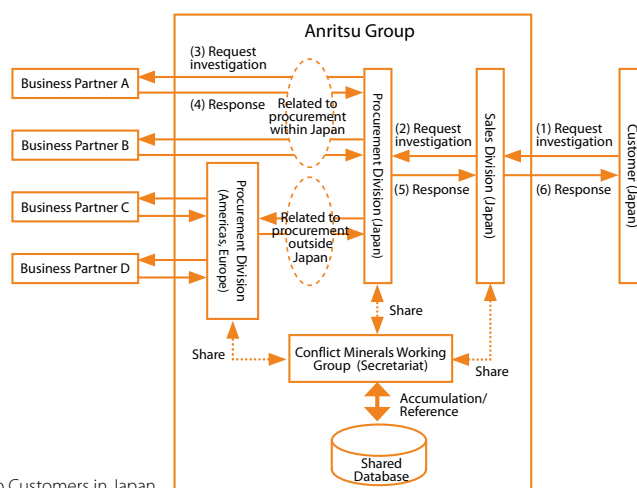 Anritsu Group
(3) Request
investigation
Business Partner A
(4) Response
Related to
procurement
within Japan
Business Partner B
Procurement Division (Japan)
(2) Request
investigation
(5) Response
Sales Division (Japan)
(1) Request
investigation
(6) Response
Customer (Japan)
Business Partner C
Procurement Division
(Americas, Europe)
Related to
procurement
outside
Japan
Business Partner D
Share
Share
Share
Conflict Minerals Working
Group (Secretariat)
Accumulation/
Reference
Shared
Database
Customers in Japan